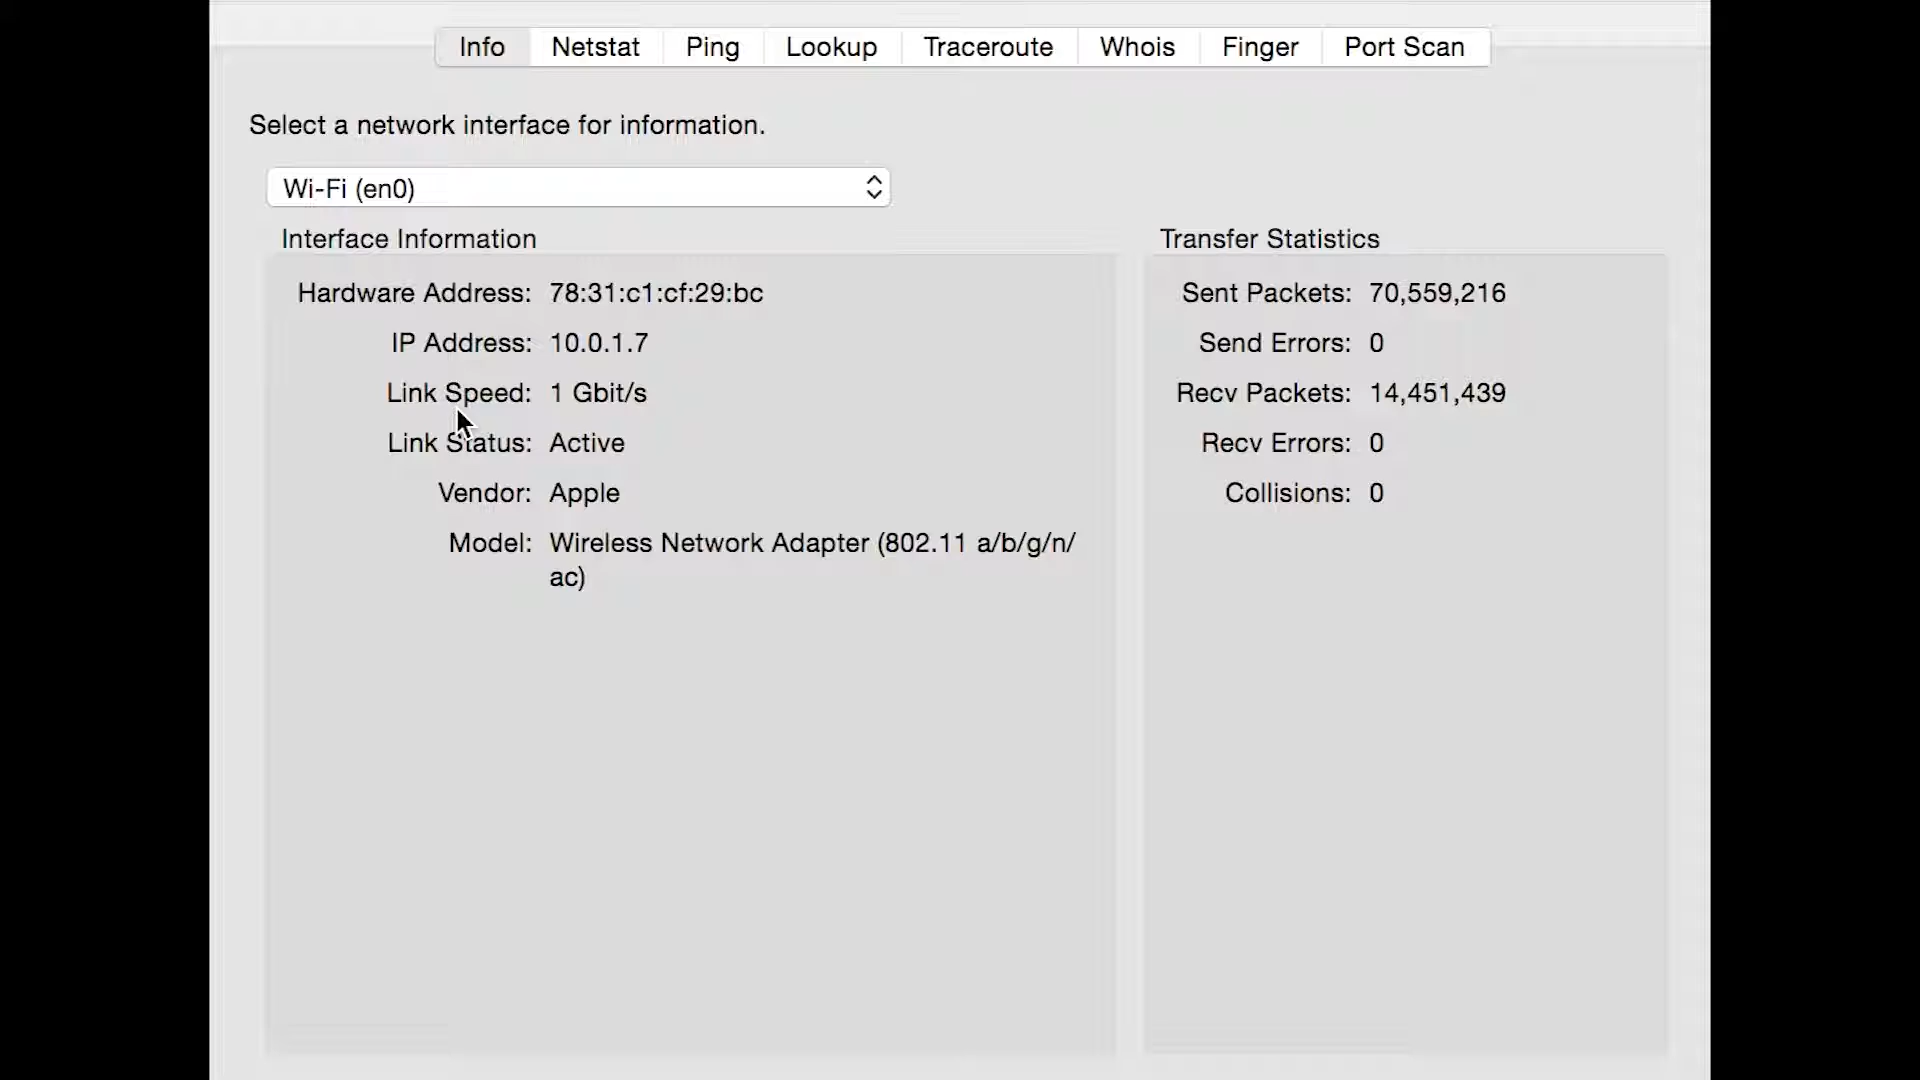 Info Netstat Ping Lookup Traceroute Whois Finger Port Scan
Select a network interface for information.
Wi-Fi (en0)
Interface Information
Hardware Address: 78:31:c1:cf:29:bc
IP Address: 10.0.1.7
Link Speed: 1 Gbit/s
Link Status: Active
Vendor: Apple
Model: Wireless Network Adapter (802.11 a/b/g/n/
ac)
Transfer Statistics
Sent Packets: 70,559,216
Send Errors: 0
Recv Packets: 14,451,439
Recv Errors: 0
Collisions: 0